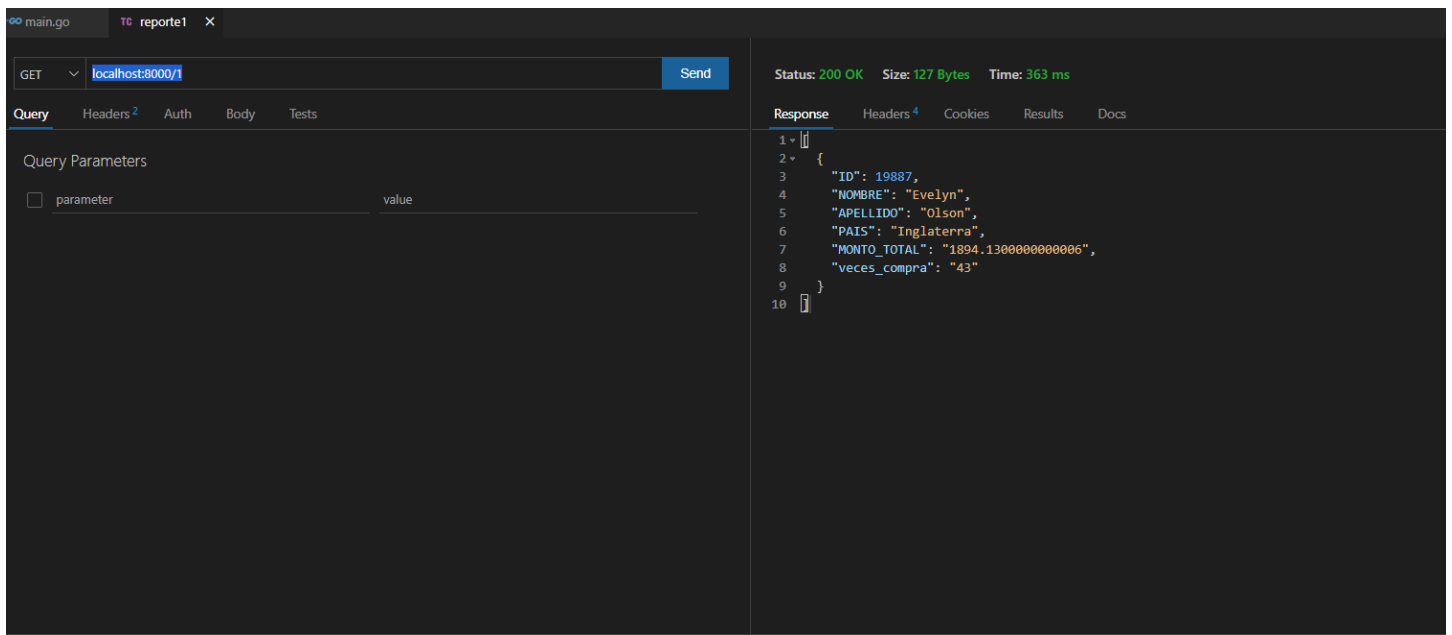 GO main.go TC reporte1 ×
GET localhost:8000/1 Send
Query Headers 2 Auth Body Tests
Query Parameters
parameter value
Status: 200 OK Size: 127 Bytes Time: 363 ms
Response Headers 4 Cookies Results Docs
1 [
2 {
3 "ID": 19887,
4 "NOMBRE": "Evelyn",
5 "APELLIDO": "Olson",
6 "PAIS": "Inglaterra",
7 "MONTO_TOTAL": "1894.1300000000006",
8 "veces_compra": "43"
9 }
10 ]